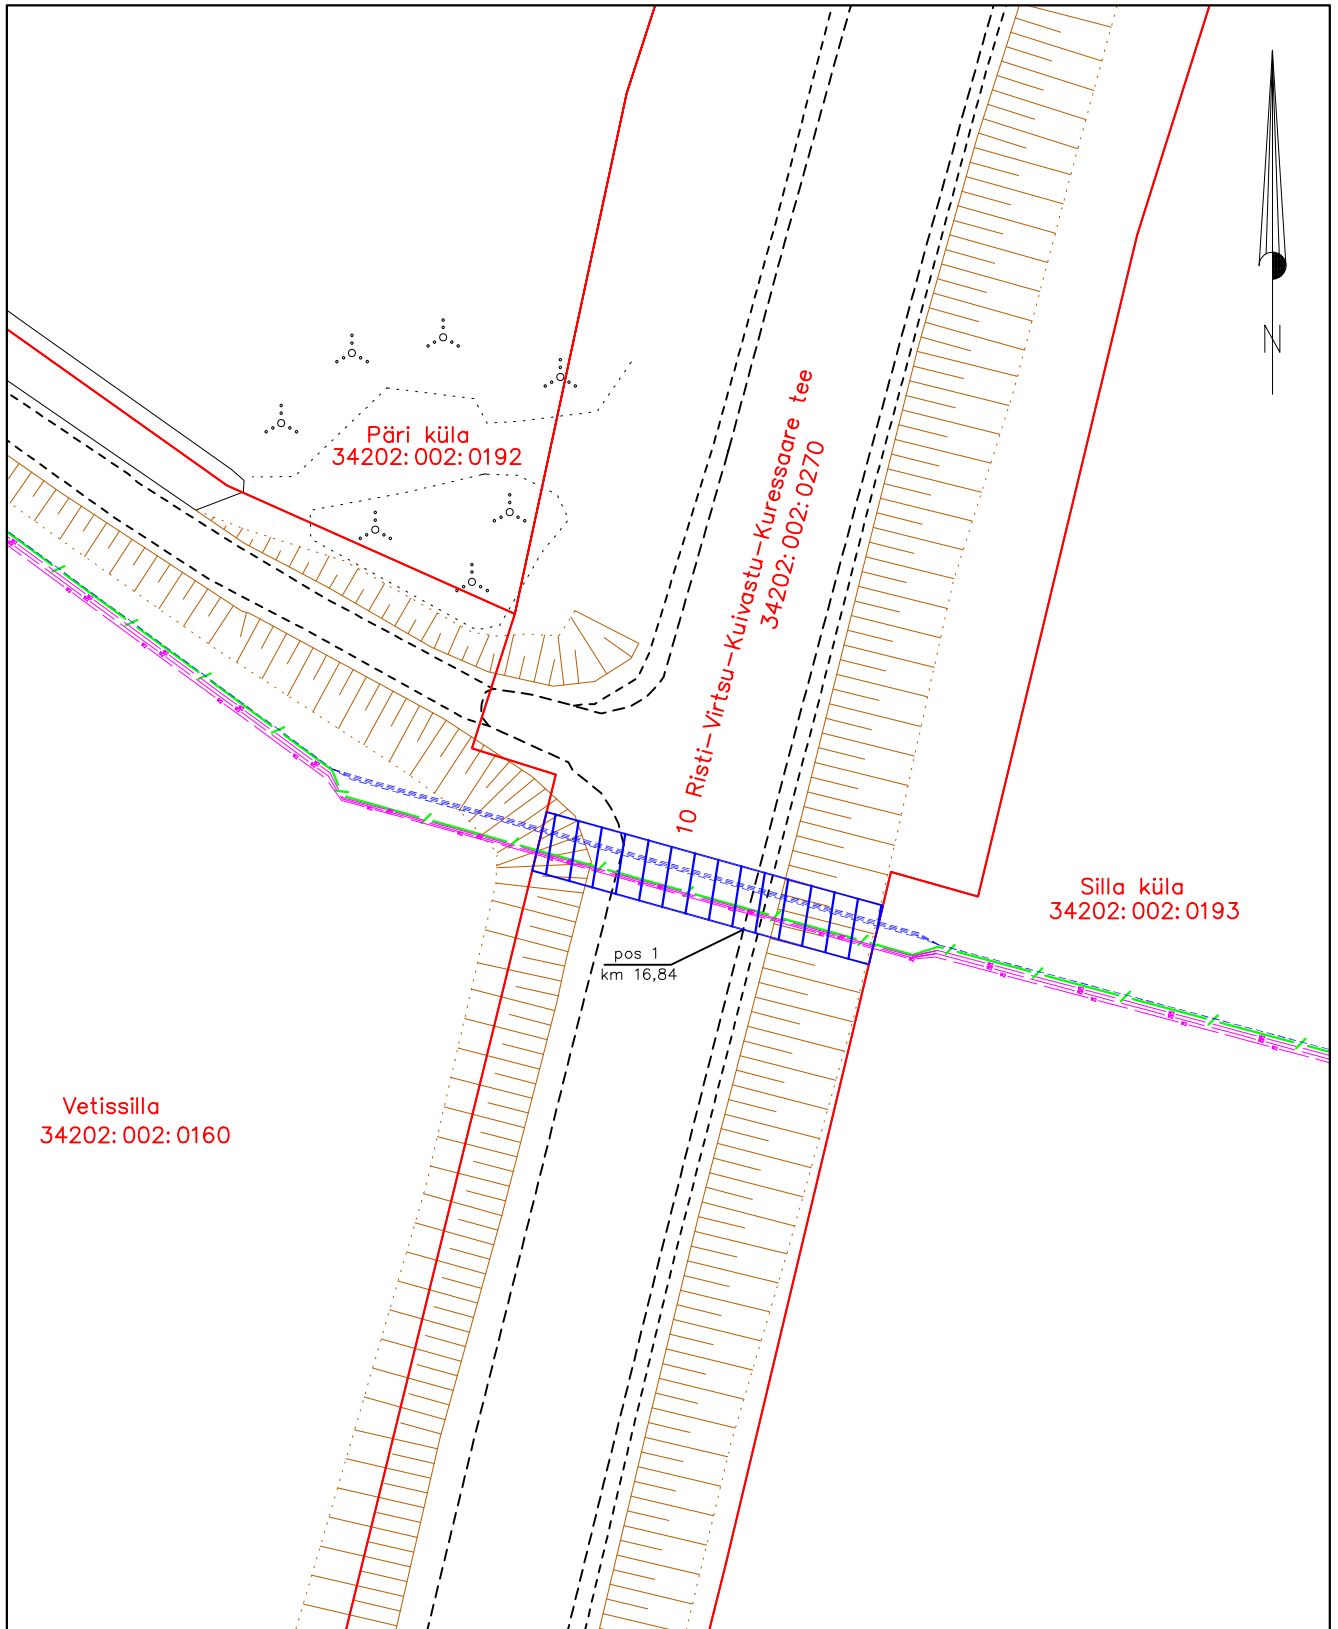 N
Päri küla
34202:002:0192
10 Risti-Virtsu-Kuivastu-Kuressaare tee
34202:002:0270
Silla küla
34202:002:0193
pos 1
km 16,84
Vetissilla
34202:002:0160